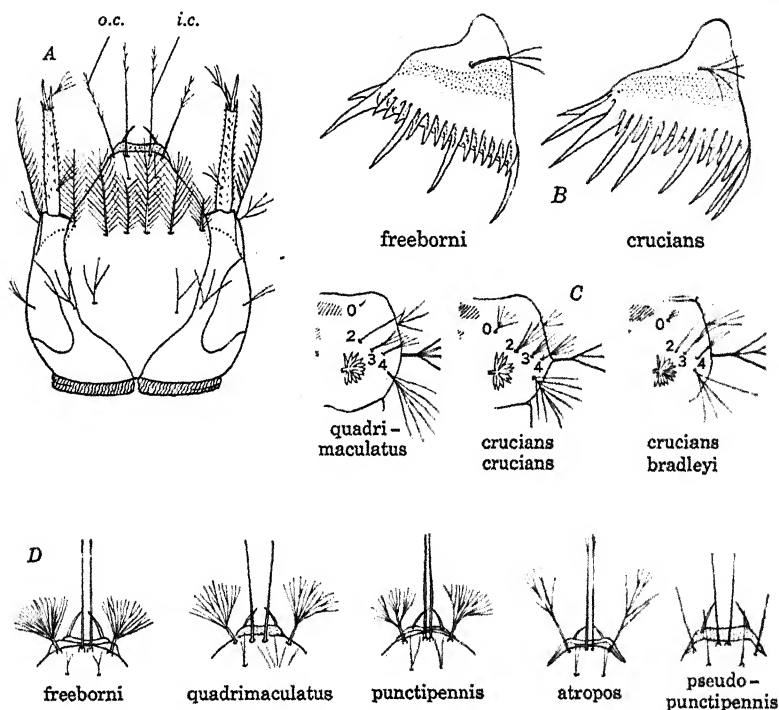 A
o.c.
i.c.
freeborni
B
crucians
C
0
2
3
4
quadri-
maculatus
0
2
3
4
crucians
crucians
0
2
3
4
crucians
bradleyi
D
freeborni
quadrimaculatus
punctipennis
atropos
pseudo-
punctipennis